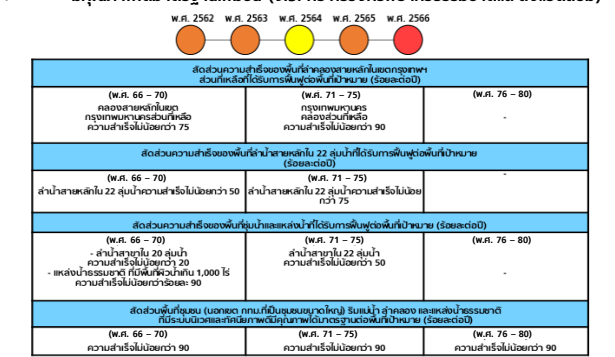 พ.ศ. 2562 พ.ศ. 2563 พ.ศ. 2564 พ.ศ. 2565 พ.ศ. 2566
สัดส่วนความสำเร็จของพื้นที่ลำคลองสายหลักในเขตกรุงเทพฯ
ส่วนที่เหลือที่ได้รับการฟื้นฟูต่อพื้นที่เป้าหมาย (ร้อยละต่อปี)
(พ.ศ. 66 – 70) (พ.ศ. 71 – 75) (พ.ศ. 76 – 80)
คลองสายหลักในเขต กรุงเทพมหานคร
กรุงเทพมหานครส่วนที่เหลือ คลองส่วนที่เหลือ -
ความสำเร็จไม่น้อยกว่า 75 ความสำเร็จไม่น้อยกว่า 90
สัดส่วนความสำเร็จของพื้นที่ลำน้ำสายหลักใน 22 ลุ่มน้ำที่ได้รับการฟื้นฟูต่อพื้นที่เป้าหมาย
(ร้อยละต่อปี)
(พ.ศ. 66 – 70) (พ.ศ. 71 – 75) -
ลำน้ำสายหลักใน 22 ลุ่มน้ำความสำเร็จไม่น้อยกว่า 50 ลำน้ำสายหลักใน 22 ลุ่มน้ำความสำเร็จไม่น้อย
กว่า 75
สัดส่วนความสำเร็จของพื้นที่ชุ่มน้ำและแหล่งน้ำที่ได้รับการฟื้นฟูต่อพื้นที่เป้าหมาย (ร้อยละต่อปี)
(พ.ศ. 66 – 70) (พ.ศ. 71 – 75) (พ.ศ. 76 – 80)
- ลำน้ำสาขาใน 20 ลุ่มน้ำ ลำน้ำสาขาใน 22 ลุ่มน้ำ
ความสำเร็จไม่น้อยกว่า 20 ความสำเร็จไม่น้อยกว่า 50
- แหล่งน้ำธรรมชาติ ที่มีพื้นที่ผิวน้ำเกิน 1,000 ไร่ -
ความสำเร็จไม่น้อยกว่าร้อยละ 90
สัดส่วนพื้นที่ชุมชน (นอกเขต กทม.ที่เป็นชุมชนขนาดใหญ่) ริมแม่น้ำ ลำคลอง และแหล่งน้ำธรรมชาติ
ที่มีระบบนิเวศและทัศนียภาพดีมีคุณภาพได้มาตรฐานต่อพื้นที่เป้าหมาย (ร้อยละต่อปี)
(พ.ศ. 66 – 70) (พ.ศ. 71 – 75) (พ.ศ. 76 – 80)
ความสำเร็จไม่น้อยกว่า 90 ความสำเร็จไม่น้อยกว่า 90 ความสำเร็จไม่น้อยกว่า 90